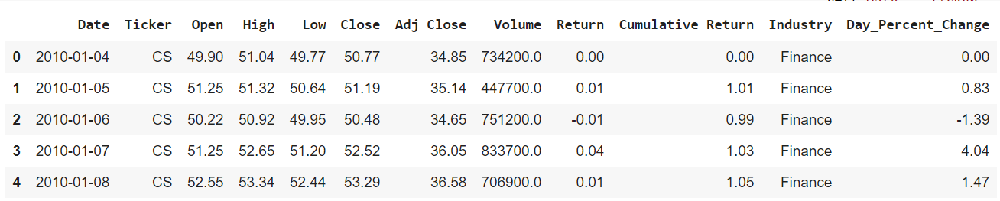 Date Ticker Open High Low Close Adj Close Volume Return Cumulative Return Industry Day_Percent_Change
0 2010-01-04 CS 49.90 51.04 49.77 50.77 34.85 734200.0 0.00 0.00 Finance 0.00
1 2010-01-05 CS 51.25 51.32 50.64 51.19 35.14 447700.0 0.01 1.01 Finance 0.83
2 2010-01-06 CS 50.22 50.92 49.95 50.48 34.65 751200.0 -0.01 0.99 Finance -1.39
3 2010-01-07 CS 51.25 52.65 51.20 52.52 36.05 833700.0 0.04 1.03 Finance 4.04
4 2010-01-08 CS 52.55 53.34 52.44 53.29 36.58 706900.0 0.01 1.05 Finance 1.47